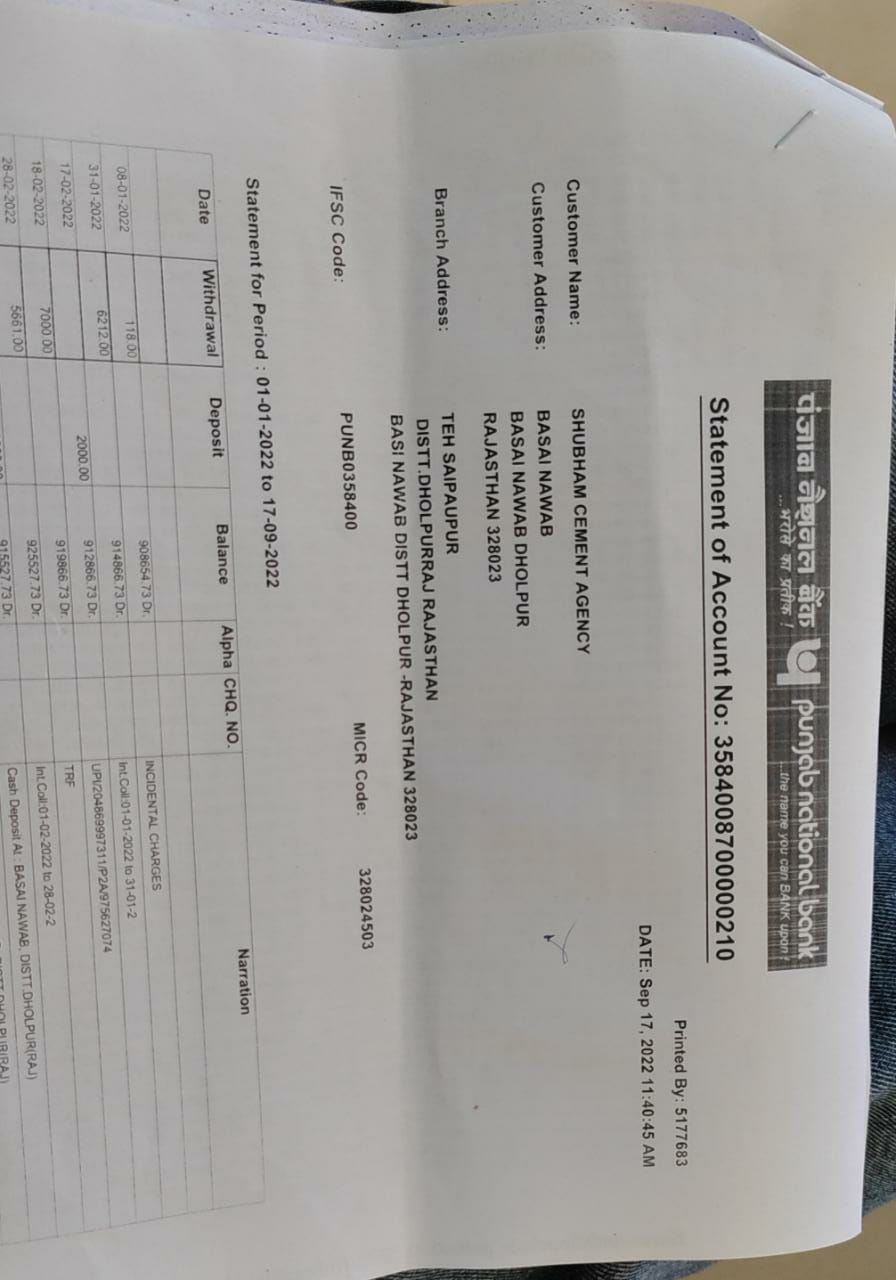 पंजाब नैशनल बैंक punjab national bank
...भरोसे का प्रतीक ! ...the name you can BANK upon !
Printed By: 5177683
Statement of Account No: 3584008700000210
DATE: Sep 17, 2022 11:40:45 AM
Customer Name: SHUBHAM CEMENT AGENCY
Customer Address: BASAI NAWAB
BASAI NAWAB DHOLPUR
RAJASTHAN 328023
Branch Address: TEH SAIPAUPUR
DISTT.DHOLPURRAJ RAJASTHAN
BASI NAWAB DISTT DHOLPUR -RAJASTHAN 328023
IFSC Code: PUNB0358400 MICR Code: 328024503
Statement for Period : 01-01-2022 to 17-09-2022
Date Withdrawal Deposit Balance Alpha CHQ. NO. Narration
08-01-2022 118.00 908654.73 Dr. INCIDENTAL CHARGES
31-01-2022 6212.00 914866.73 Dr. Int.Coll:01-01-2022 to 31-01-2
17-02-2022 2000.00 912866.73 Dr. UPI/204869997311/P2A/975627074
18-02-2022 7000.00 919866.73 Dr. TRF
28-02-2022 5661.00 925527.73 Dr. Int.Coll:01-02-2022 to 28-02-2
915527.73 Dr. Cash Deposit At : BASAI NAWAB, DISTT.DHOLPUR(RAJ)